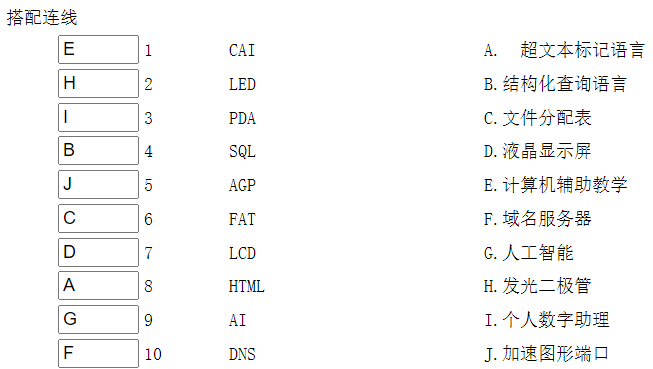 搭配连线
E 1 CAI A. 超文本标记语言
H 2 LED B.结构化查询语言
I 3 PDA C.文件分配表
B 4 SQL D.液晶显示屏
J 5 AGP E.计算机辅助教学
C 6 FAT F.域名服务器
D 7 LCD G.人工智能
A 8 HTML H.发光二极管
G 9 AI I.个人数字助理
F 10 DNS J.加速图形端口